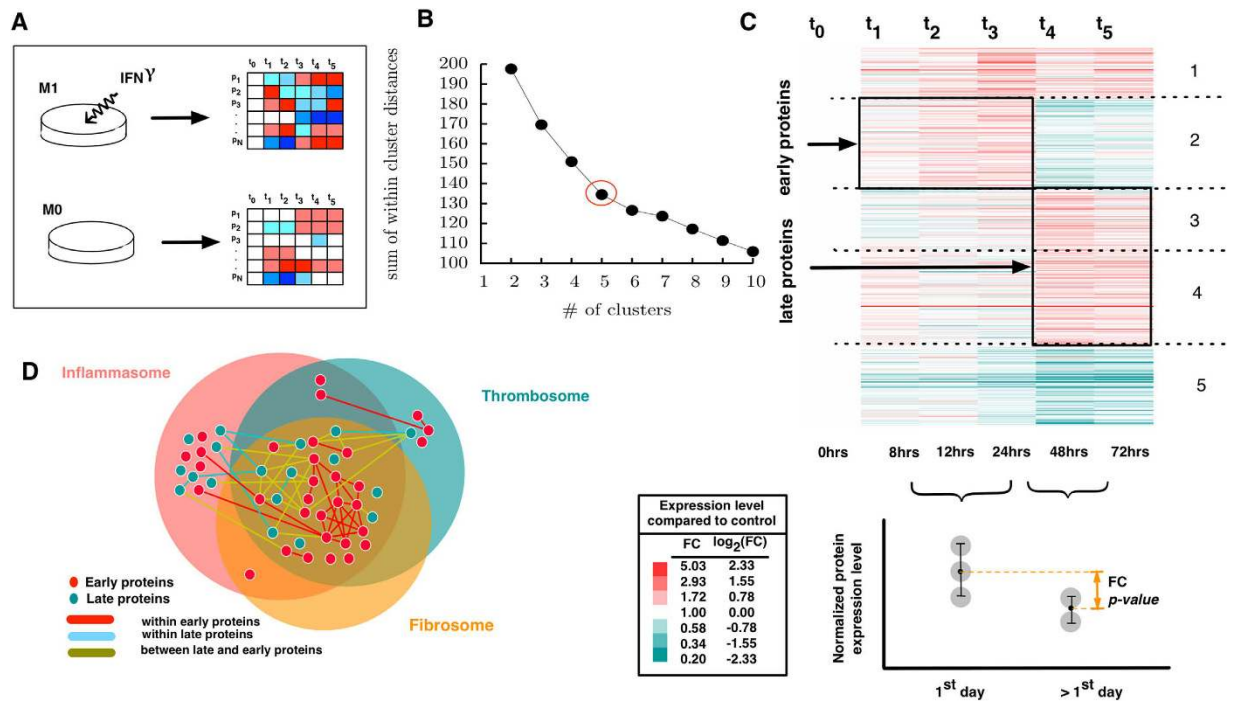 A
M1
IFNγ
t0 t1 t2 t3 t4 t5
P1
P2
P3
.
.
PN
M0
t0 t1 t2 t3 t4 t5
P1
P2
P3
.
.
PN
B
sum of within cluster distances
200
190
180
170
160
150
140
130
120
110
100
1 2 3 4 5 6 7 8 9 10
# of clusters
C
t0 t1 t2 t3 t4 t5
early proteins
late proteins
1
2
3
4
5
0hrs 8hrs 12hrs 24hrs 48hrs 72hrs
Normalized protein
expression level
FC
p-value
1st day > 1st day
D
Inflammasome
Thrombosome
Fibrosome
Early proteins
Late proteins
within early proteins
within late proteins
between late and early proteins
Expression level
compared to control
FC log2(FC)
5.03 2.33
2.93 1.55
1.72 0.78
1.00 0.00
0.58 -0.78
0.34 -1.55
0.20 -2.33